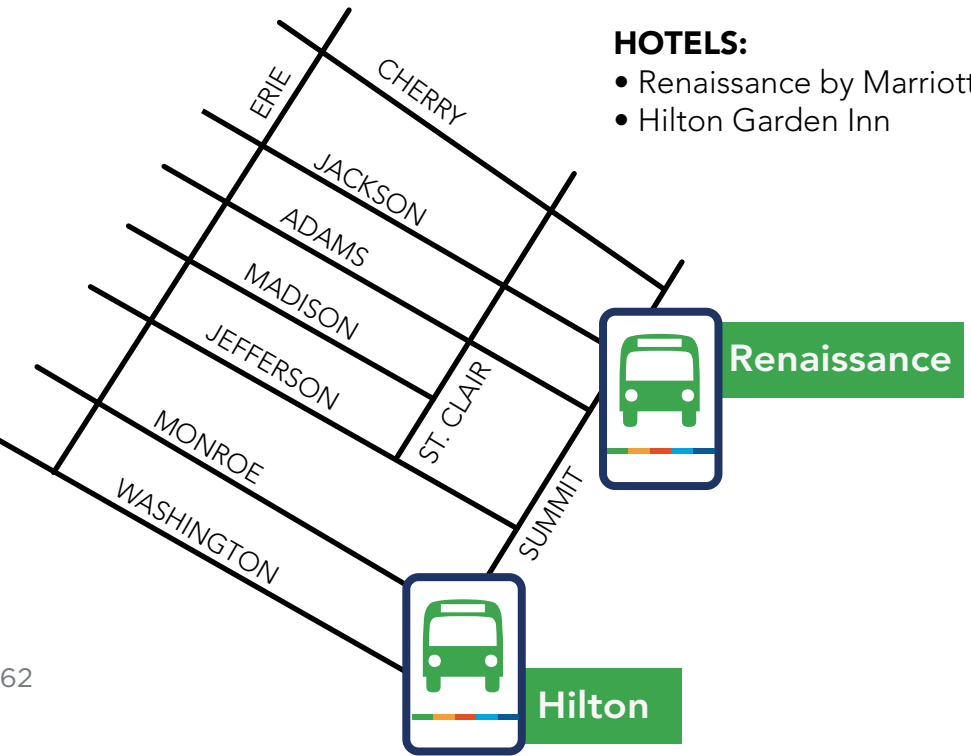 HOTELS:
• Renaissance by Marriott
• Hilton Garden Inn
ERIE
CHERRY
JACKSON
ADAMS
MADISON
JEFFERSON
ST. CLAIR
MONROE
SUMMIT
WASHINGTON
Renaissance
Hilton
62